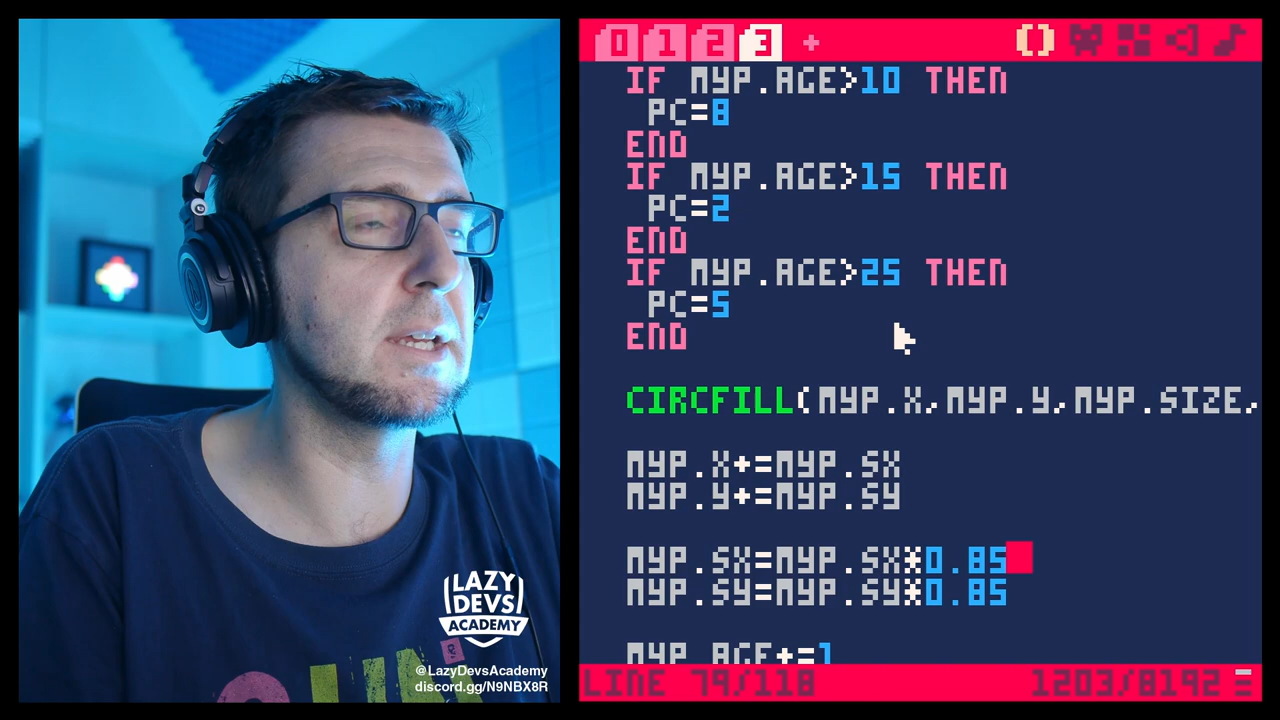 0 1 2 3 +
IF MYP.AGE>10 THEN
PC=8
END
IF MYP.AGE>15 THEN
PC=2
END
IF MYP.AGE>25 THEN
PC=5
END
CIRCFILL(MYP.X,MYP.Y,MYP.SIZE,
MYP.X+=MYP.SX
MYP.Y+=MYP.SY
MYP.SX=MYP.SX*0.85
MYP.SY=MYP.SY*0.85
MYP.AGE+=1
LINE 79/118 1203/8192
LAZY
DEVS
ACADEMY
@LazyDevsAcademy
discord.gg/N9NBX8R